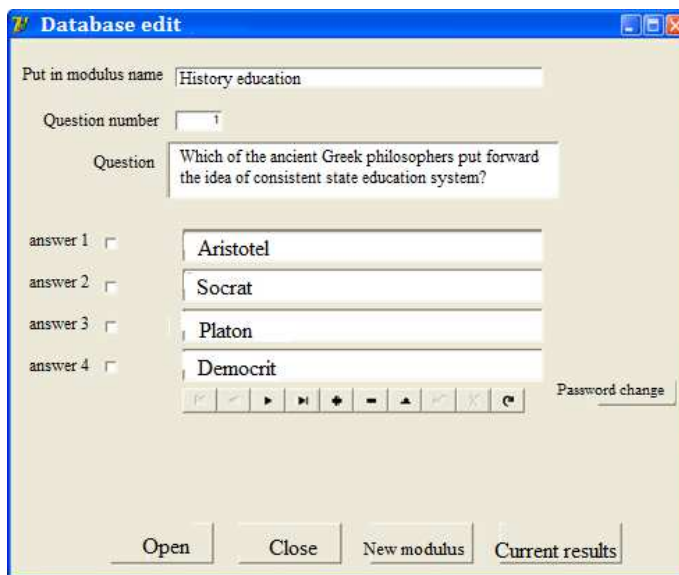 Database edit
Put in modulus name History education
Question number 1
Question Which of the ancient Greek philosophers put forward
the idea of consistent state education system?
answer 1 Aristotel
answer 2 Socrat
answer 3 Platon
answer 4 Democrit
Password change
Open Close New modulus Current results